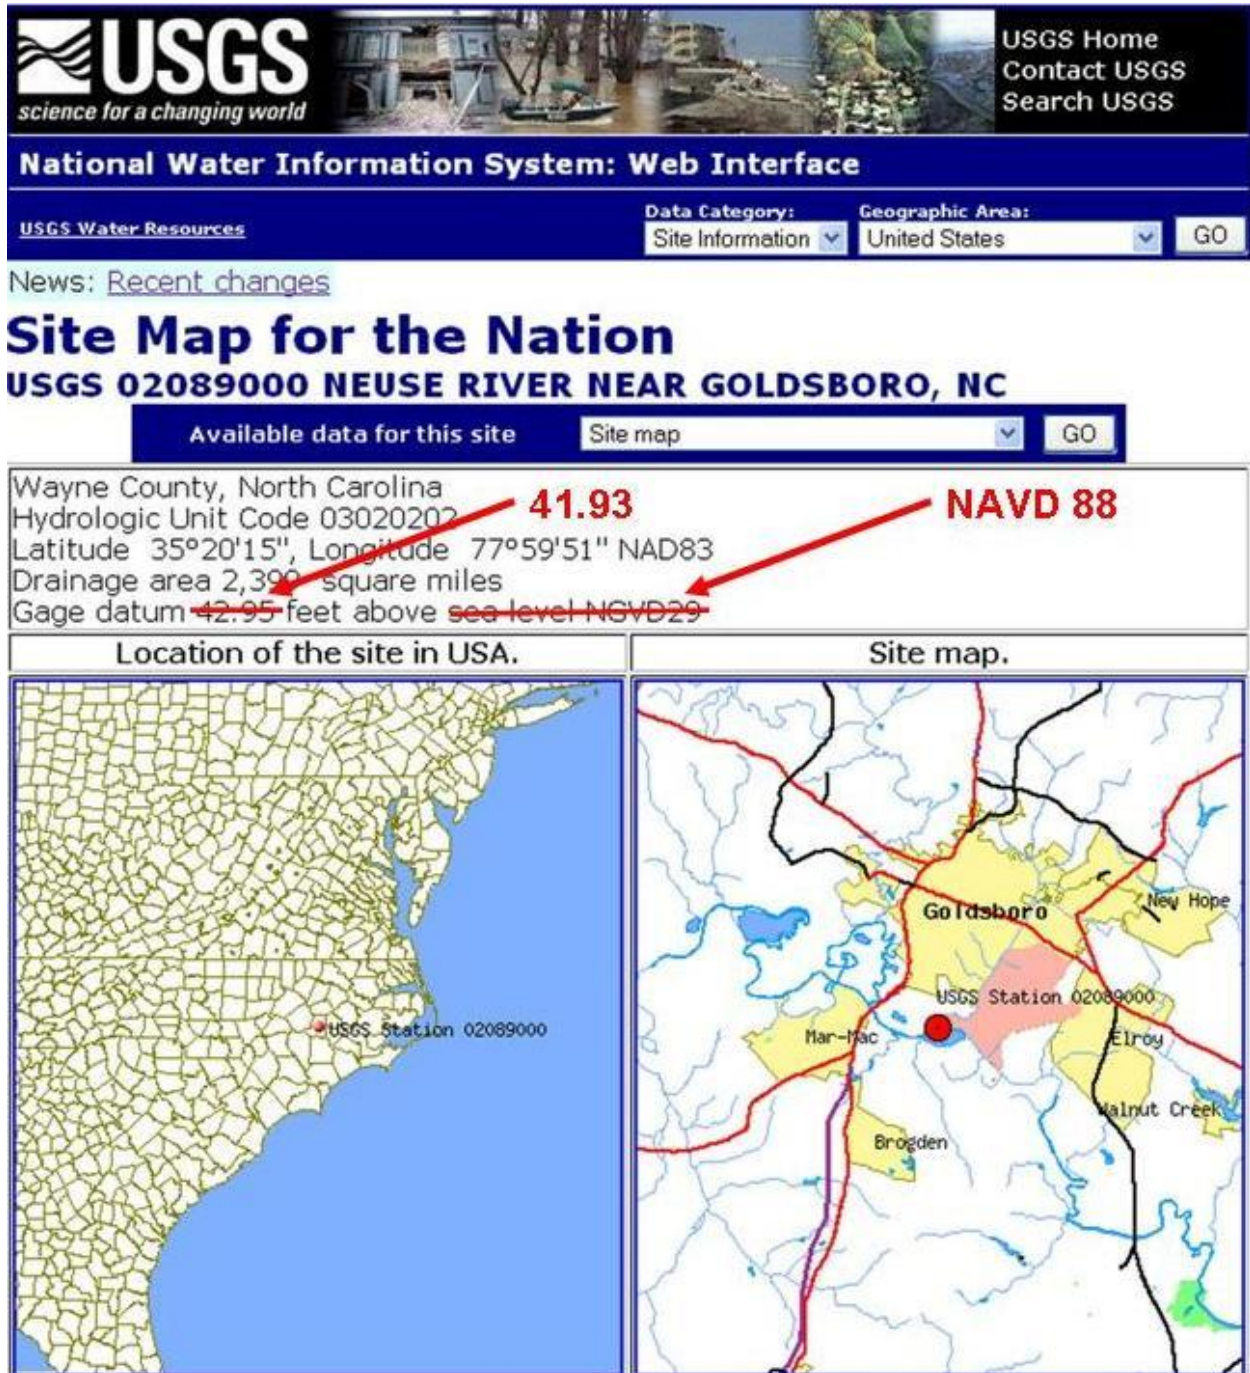 USGS
science for a changing world
USGS Home
Contact USGS
Search USGS
National Water Information System: Web Interface
USGS Water Resources
Data Category:
Geographic Area:
Site Information
United States
GO
News: Recent changes
Site Map for the Nation
USGS 02089000 NEUSE RIVER NEAR GOLDSBORO, NC
Available data for this site
Site map
GO
Wayne County, North Carolina
41.93
NAVD 88
Hydrologic Unit Code 03020202
Latitude 35°20'15", Longitude 77°59'51" NAD83
Drainage area 2,399 square miles
Gage datum 42.95 feet above sea level NGVD29
Location of the site in USA.
Site map.
USGS Station 02089000
Goldsboro
New Hope
USGS Station 02089000
Mar-Mac
Elroy
Walnut Creek
Brogden